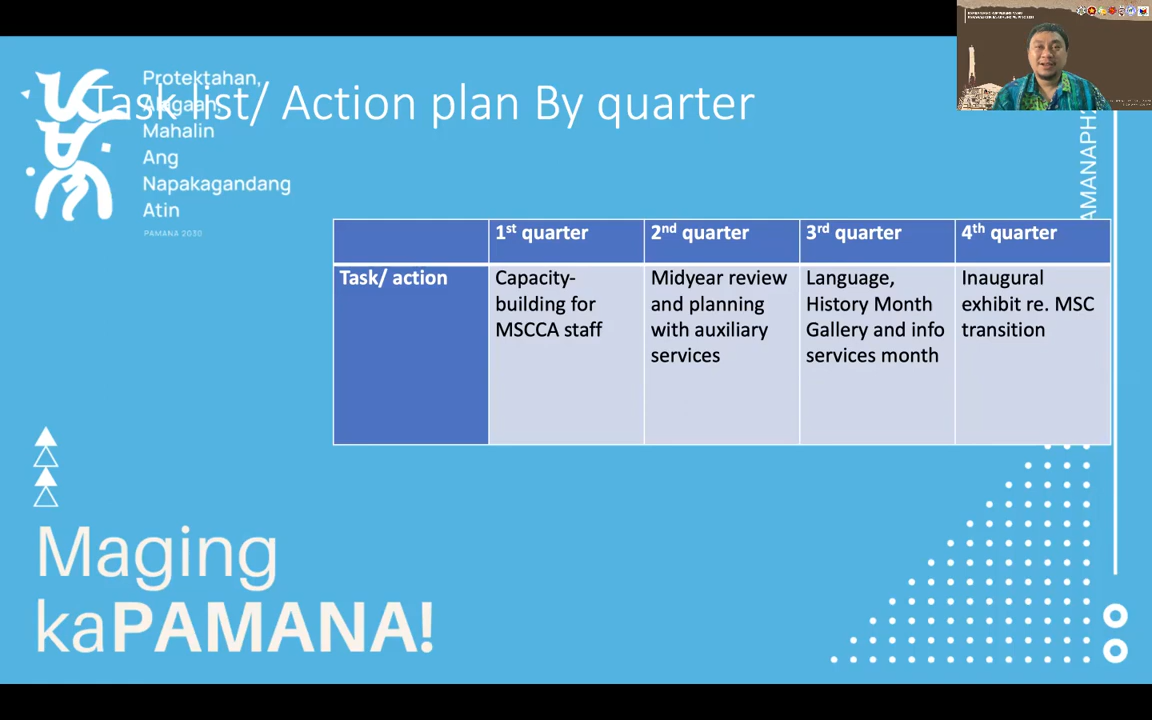 Protektahan,
Alagaan,
Mahalin
Ang
Napakagandang
Atin
PAMANA 2030
Task list/ Action plan By quarter
1st quarter
2nd quarter
3rd quarter
4th quarter
Task/ action
Capacity-
building for
MSCCA staff
Midyear review
and planning
with auxiliary
services
Language,
History Month
Gallery and info
services month
Inaugural
exhibit re. MSC
transition
Maging
kaPAMANA!